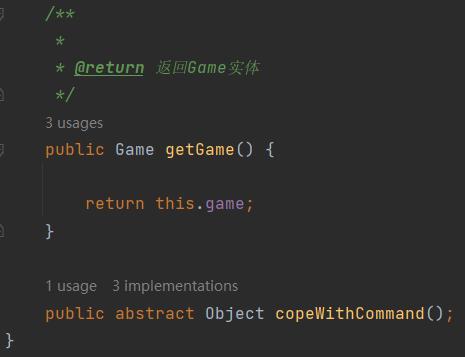 /**
*
* @return 返回Game实体
*/
3 usages
public Game getGame() {
return this.game;
}
1 usage 3 implementations
public abstract Object copeWithCommand();
}